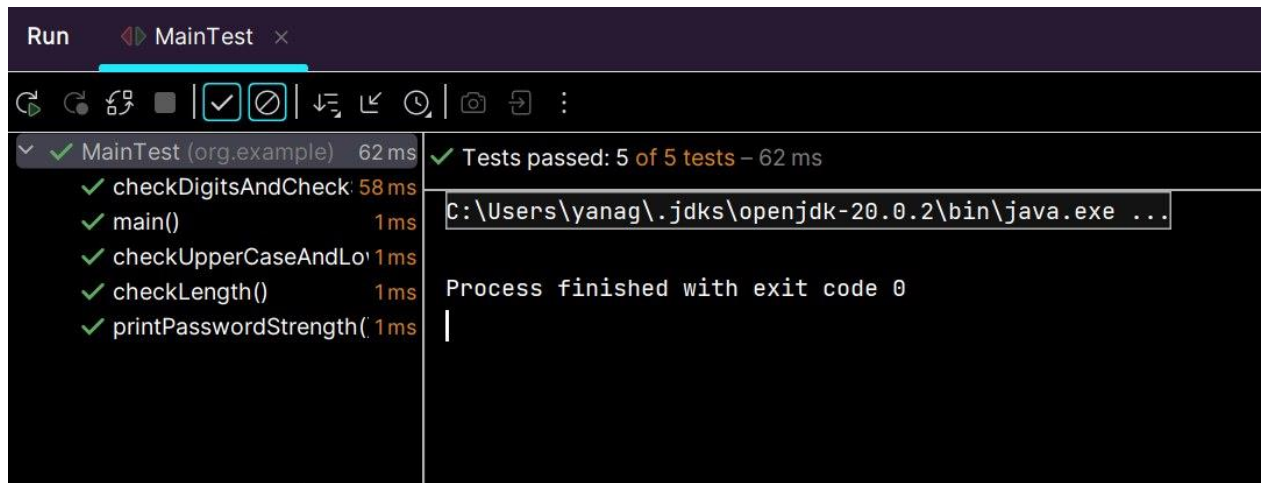 Run MainTest
MainTest (org.example) 62 ms
checkDigitsAndCheck 58 ms
main() 1 ms
checkUpperCaseAndLo 1 ms
checkLength() 1 ms
printPasswordStrength() 1 ms
Tests passed: 5 of 5 tests – 62 ms
C:\Users\yanag\.jdks\openjdk-20.0.2\bin\java.exe ...
Process finished with exit code 0